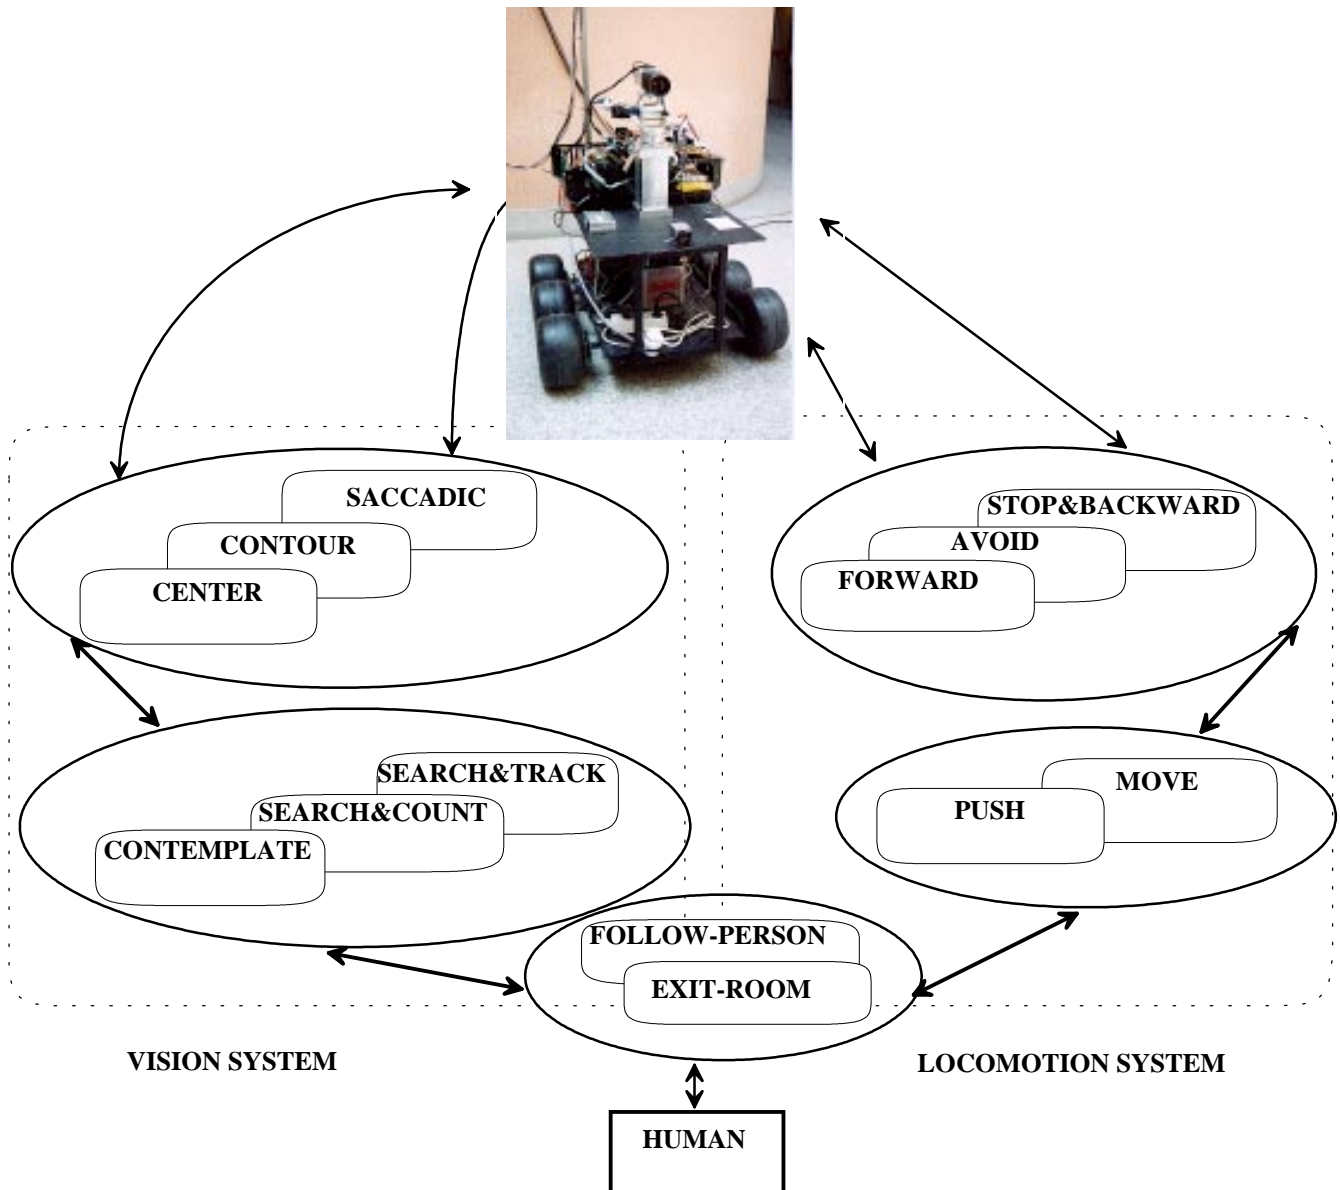 SACCADIC
CONTOUR
CENTER
STOP&BACKWARD
AVOID
FORWARD
SEARCH&TRACK
SEARCH&COUNT
CONTEMPLATE
MOVE
PUSH
FOLLOW-PERSON
EXIT-ROOM
VISION SYSTEM
LOCOMOTION SYSTEM
HUMAN